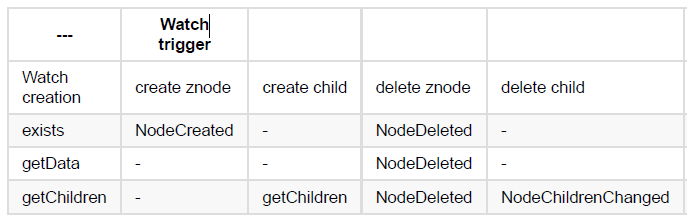 --- Watch trigger
Watch creation create znode create child delete znode delete child
exists NodeCreated - NodeDeleted -
getData - - NodeDeleted -
getChildren - getChildren NodeDeleted NodeChildrenChanged